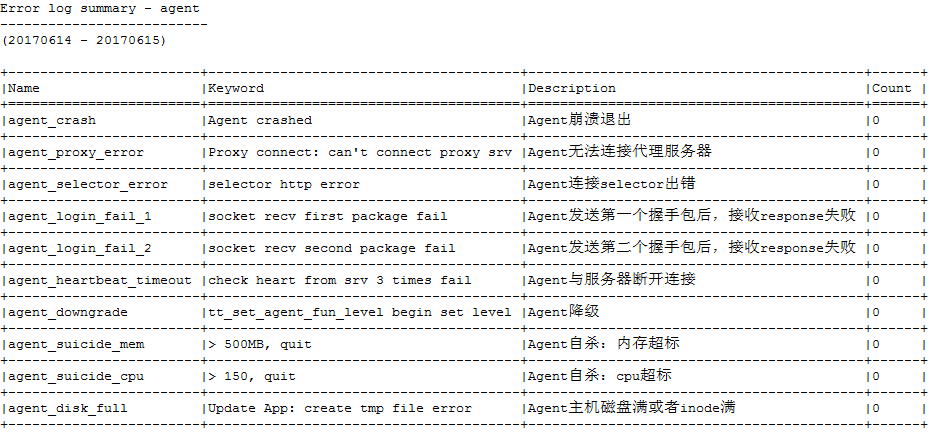 Error log summary - agent
--------------------------
(20170614 - 20170615)
|Name |Keyword |Description |Count |
|agent_crash |Agent crashed |Agent崩溃退出 |0 |
|agent_proxy_error |Proxy connect: can't connect proxy srv |Agent无法连接代理服务器 |0 |
|agent_selector_error |selector http error |Agent连接selector出错 |0 |
|agent_login_fail_1 |socket recv first package fail |Agent发送第一个握手包后，接收response失败 |0 |
|agent_login_fail_2 |socket recv second package fail |Agent发送第二个握手包后，接收response失败 |0 |
|agent_heartbeat_timeout |check heart from srv 3 times fail |Agent与服务器断开连接 |0 |
|agent_downgrade |tt_set_agent_fun_level begin set level |Agent降级 |0 |
|agent_suicide_mem |> 500MB, quit |Agent自杀：内存超标 |0 |
|agent_suicide_cpu |> 150, quit |Agent自杀：cpu超标 |0 |
|agent_disk_full |Update App: create tmp file error |Agent主机磁盘满或者inode满 |0 |